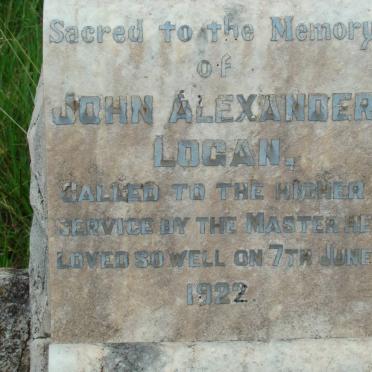 Sacred to the Memory
of
JOHN ALEXANDER
LOGAN,
CALLED TO THE HIGHER
SERVICE BY THE MASTER HE
LOVED SO WELL ON 7TH JUNE
1922.